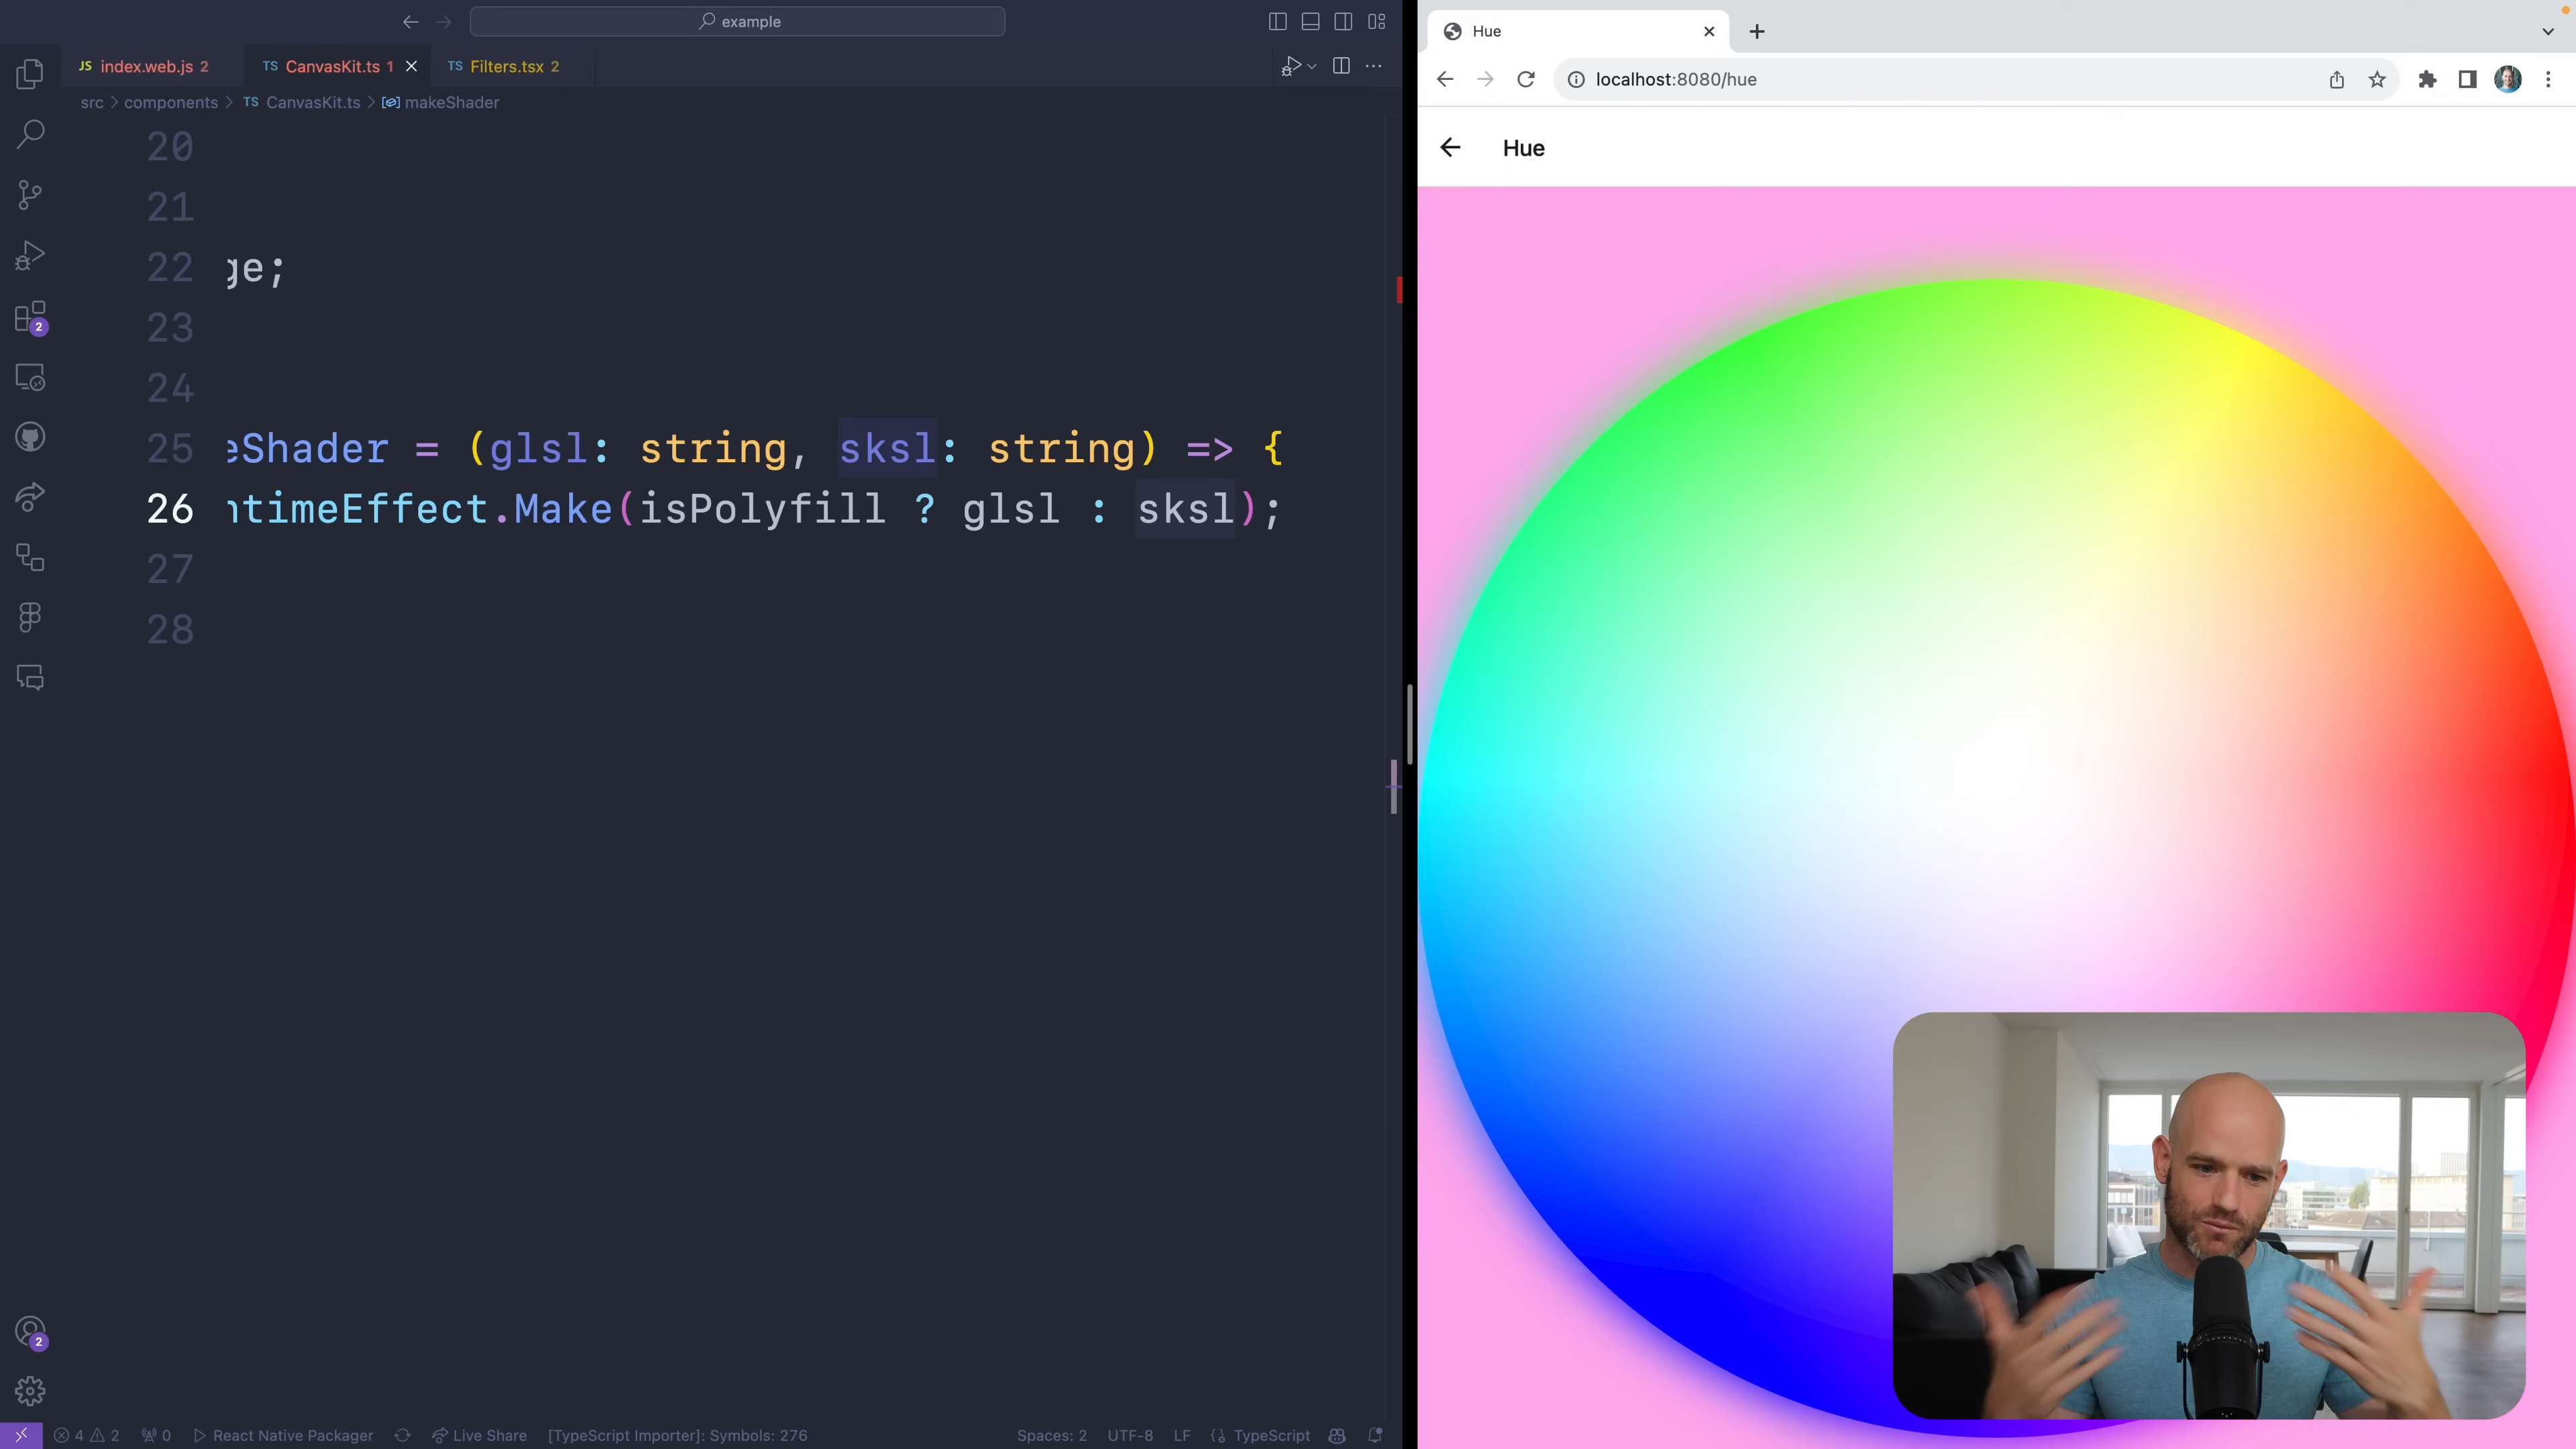 example
JS index.web.js 2
TS CanvasKit.ts 1
TS Filters.tsx 2
src > components > TS CanvasKit.ts > makeShader
20
21
22 ge;
23
24
25 eShader = (glsl: string, sksl: string) => {
26 ntimeEffect.Make(isPolyfill ? glsl : sksl);
27
28
2
2
4 2 0 React Native Packager Live Share [TypeScript Importer]: Symbols: 276 Spaces: 2 UTF-8 LF TypeScript
Hue
localhost:8080/hue
Hue